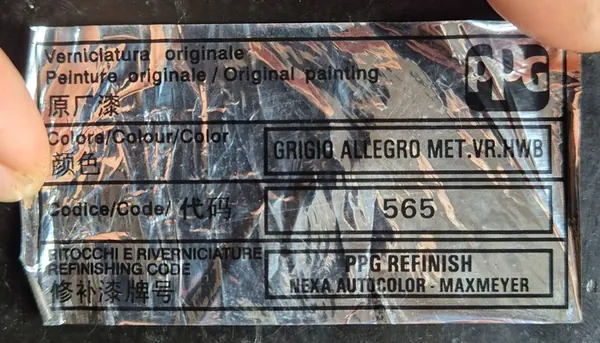 Verniciatura originale
Peinture originale / Original painting
原厂漆
PPG
Colore/Colour/Color
颜色
GRIGIO ALLEGRO MET.VR.HWB
Codice/Code/ 代码
565
RITOCCHI E RIVERNICIATURE
REFINISHING CODE
修补漆牌号
PPG REFINISH
NEXA AUTOCOLOR - MAXMEYER